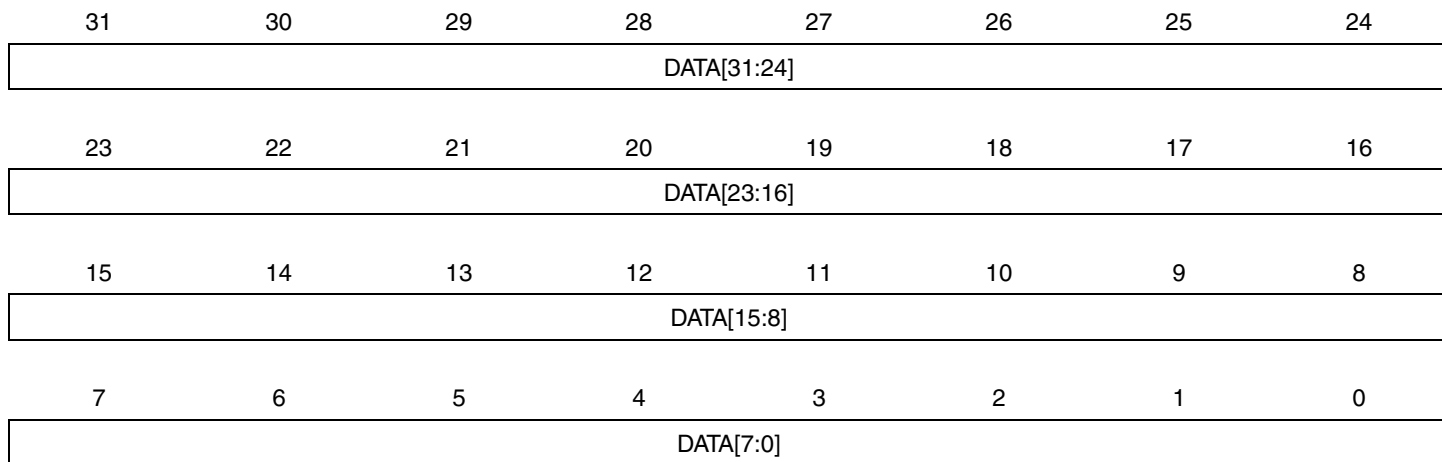 31 30 29 28 27 26 25 24
DATA[31:24]
23 22 21 20 19 18 17 16
DATA[23:16]
15 14 13 12 11 10 9 8
DATA[15:8]
7 6 5 4 3 2 1 0
DATA[7:0]